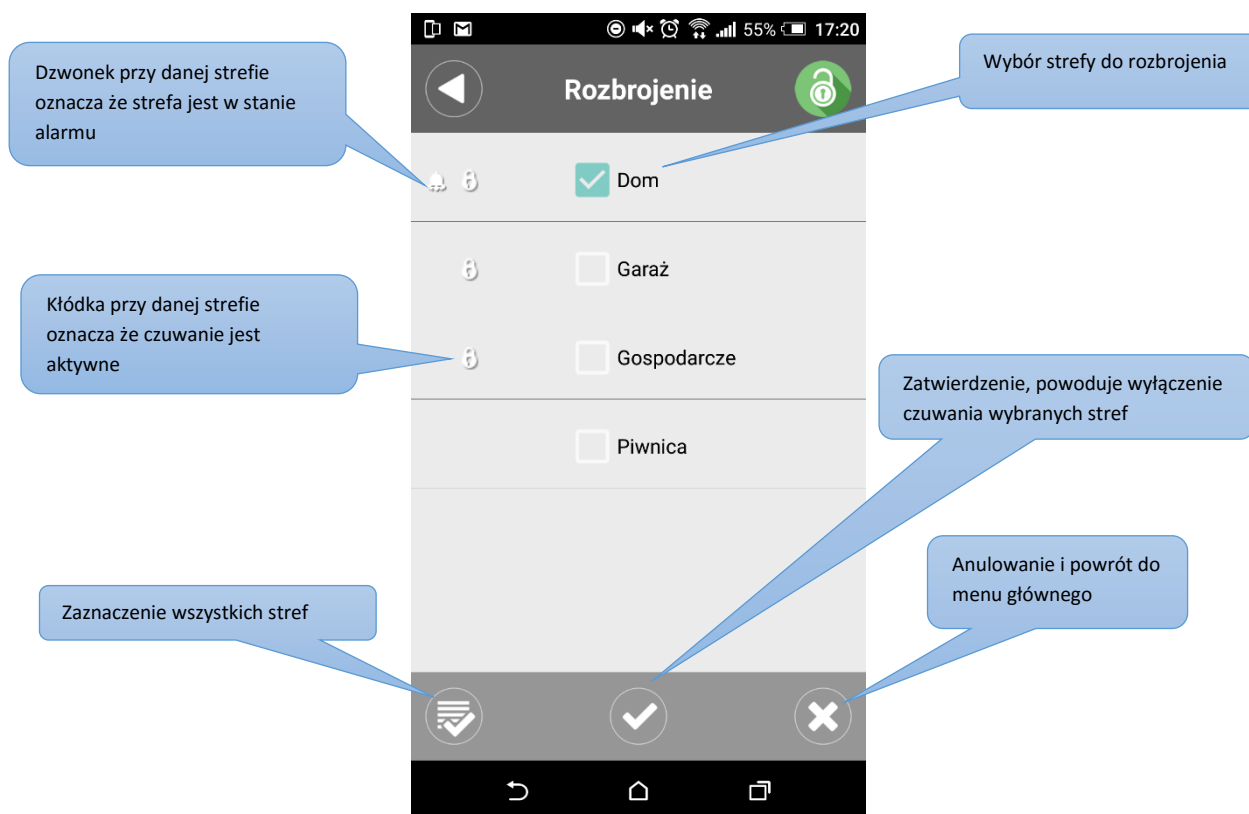 55% 17:20
Dzwonek przy danej strefie
oznacza że strefa jest w stanie
alarmu
Rozbrojenie
Wybór strefy do rozbrojenia
Dom
Garaż
Kłódka przy danej strefie
oznacza że czuwanie jest
aktywne
Gospodarcze
Zatwierdzenie, powoduje wyłączenie
czuwania wybranych stref
Piwnica
Anulowanie i powrót do
menu głównego
Zaznaczenie wszystkich stref